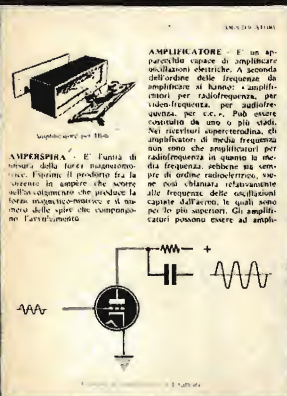 Amplificatore per Hi-fi
AMPERSPIRA - E' l'unità di
misura della forza magnetomo-
trice. Esprime il prodotto fra la
corrente in ampère che scorre
nell'avvolgimento che produce la
forza magnetico-motrice e il nu-
mero delle spire che compongo-
no l'avvolgimento
AMPLIFICATORE - E' un ap-
parecchio capace di amplificare
oscillazioni elettriche. A seconda
dell'ordine delle frequenze da
amplificare si hanno: «amplifi-
catori per radiofrequenza, per
video-frequenza, per audiofre-
quenza, per c.c.». Può essere
costituito da uno o più stadi.
Nei ricevitori supereterodina, gli
amplificatori di media frequenza
non sono che amplificatori per
radiofrequenza in quanto la me-
dia frequenza, sebbene sia sem-
pre di ordine radioelettrico, vie-
ne così chiamata relativamente
alle frequenze delle oscillazioni
captate dall'aereo, le quali sono
per lo più superiori. Gli amplifi-
catori possono essere ad ampli-
+